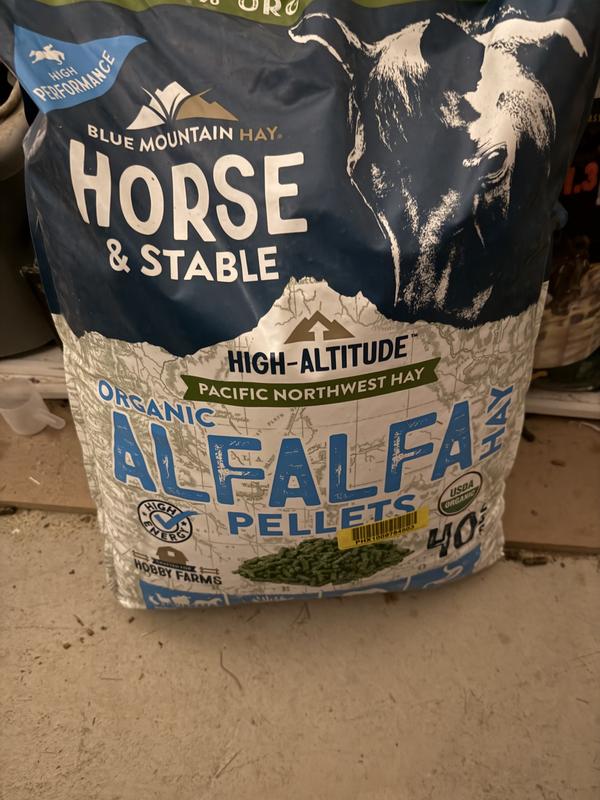 HIGH
PERFORMANCE
BLUE MOUNTAIN HAY®
HORSE
& STABLE
HIGH-ALTITUDE™
PACIFIC NORTHWEST HAY
ORGANIC
ALFALFA
HAY
PELLETS
USDA
ORGANIC
HIGH
ENERGY
40
HOBBY FARMS